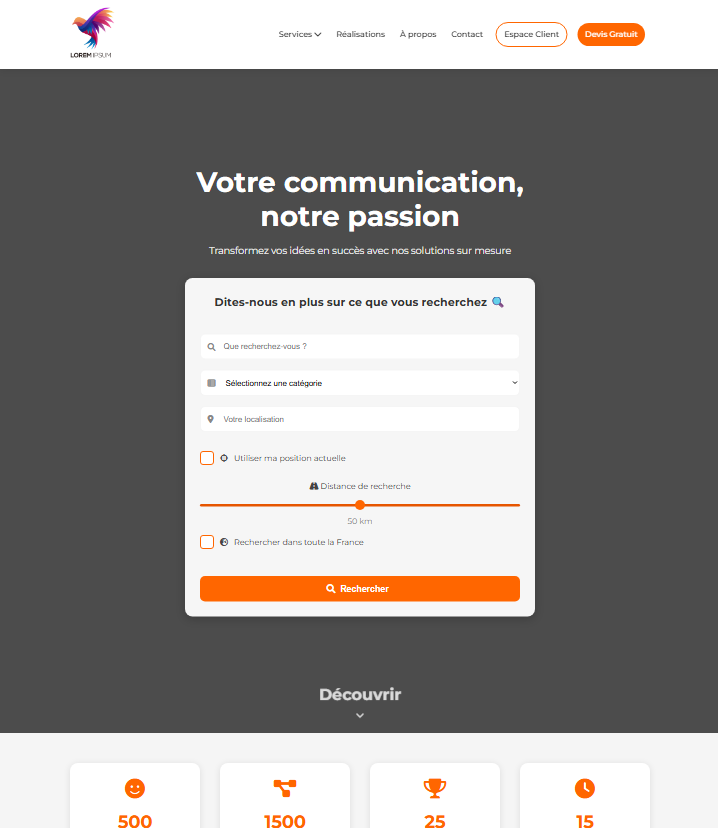 LOREM IPSUM
Services
Réalisations
À propos
Contact
Espace Client
Devis Gratuit
Votre communication,
notre passion
Transformez vos idées en succès avec nos solutions sur mesure
Dites-nous en plus sur ce que vous recherchez
Que recherchez-vous ?
Sélectionnez une catégorie
Votre localisation
Utiliser ma position actuelle
Distance de recherche
50 km
Rechercher dans toute la France
Rechercher
Découvrir
500
1500
25
15